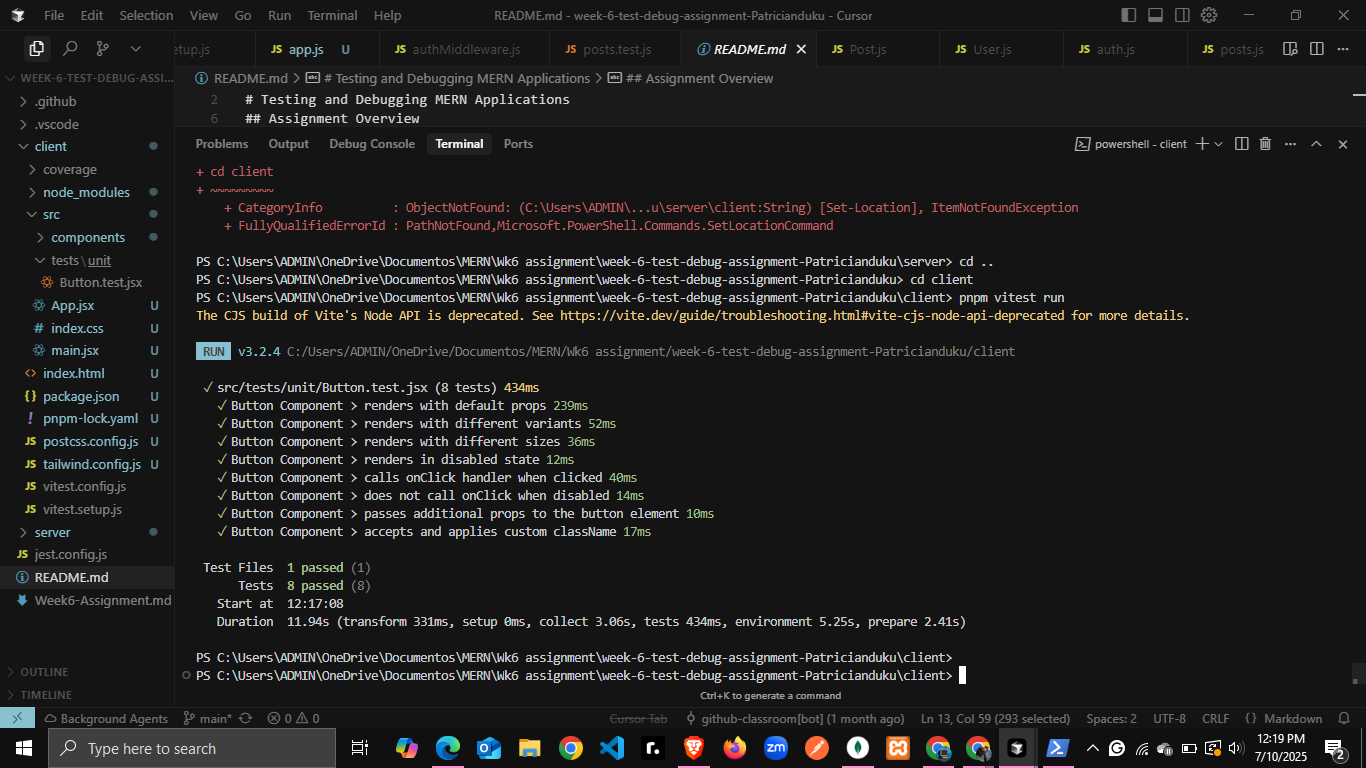 File Edit Selection View Go Run Terminal Help README.md - week-6-test-debug-assignment-Patricianduku - Cursor
etup.js JS app.js U JS authMiddleware.js JS posts.test.js README.md JS Post.js JS User.js JS auth.js JS posts.js
WEEK-6-TEST-DEBUG-ASSI...
README.md > # Testing and Debugging MERN Applications > ## Assignment Overview
.github
2 # Testing and Debugging MERN Applications
6 ## Assignment Overview
.vscode
client
coverage
node_modules
src
components
tests\unit
Button.test.jsx
App.jsx U
index.css U
main.jsx U
index.html U
package.json U
pnpm-lock.yaml U
postcss.config.js U
tailwind.config.js U
vitest.config.js
vitest.setup.js
server
jest.config.js
README.md
Week6-Assignment.md
OUTLINE
TIMELINE
Problems Output Debug Console Terminal Ports powershell - client
+ cd client
+ ~~~~~~~~~
+ CategoryInfo : ObjectNotFound: (C:\Users\ADMIN\...u\server\client:String) [Set-Location], ItemNotFoundException
+ FullyQualifiedErrorId : PathNotFound,Microsoft.PowerShell.Commands.SetLocationCommand
PS C:\Users\ADMIN\OneDrive\Documentos\MERN\Wk6 assignment\week-6-test-debug-assignment-Patricianduku\server> cd ..
PS C:\Users\ADMIN\OneDrive\Documentos\MERN\Wk6 assignment\week-6-test-debug-assignment-Patricianduku> cd client
PS C:\Users\ADMIN\OneDrive\Documentos\MERN\Wk6 assignment\week-6-test-debug-assignment-Patricianduku\client> pnpm vitest run
The CJS build of Vite's Node API is deprecated. See https://vite.dev/guide/troubleshooting.html#vite-cjs-node-api-deprecated for more details.
RUN v3.2.4 C:/Users/ADMIN/OneDrive/Documentos/MERN/Wk6 assignment/week-6-test-debug-assignment-Patricianduku/client
✓ src/tests/unit/Button.test.jsx (8 tests) 434ms
✓ Button Component > renders with default props 239ms
✓ Button Component > renders with different variants 52ms
✓ Button Component > renders with different sizes 36ms
✓ Button Component > renders in disabled state 12ms
✓ Button Component > calls onClick handler when clicked 40ms
✓ Button Component > does not call onClick when disabled 14ms
✓ Button Component > passes additional props to the button element 10ms
✓ Button Component > accepts and applies custom className 17ms
Test Files 1 passed (1)
Tests 8 passed (8)
Start at 12:17:08
Duration 11.94s (transform 331ms, setup 0ms, collect 3.06s, tests 434ms, environment 5.25s, prepare 2.41s)
PS C:\Users\ADMIN\OneDrive\Documentos\MERN\Wk6 assignment\week-6-test-debug-assignment-Patricianduku\client>
PS C:\Users\ADMIN\OneDrive\Documentos\MERN\Wk6 assignment\week-6-test-debug-assignment-Patricianduku\client>
Ctrl+K to generate a command
Background Agents main* 0 0 Cursor Tab github-classroom[bot] (1 month ago) Ln 13, Col 59 (293 selected) Spaces: 2 UTF-8 CRLF {} Markdown
Type here to search
zm
12:19 PM
7/10/2025
2